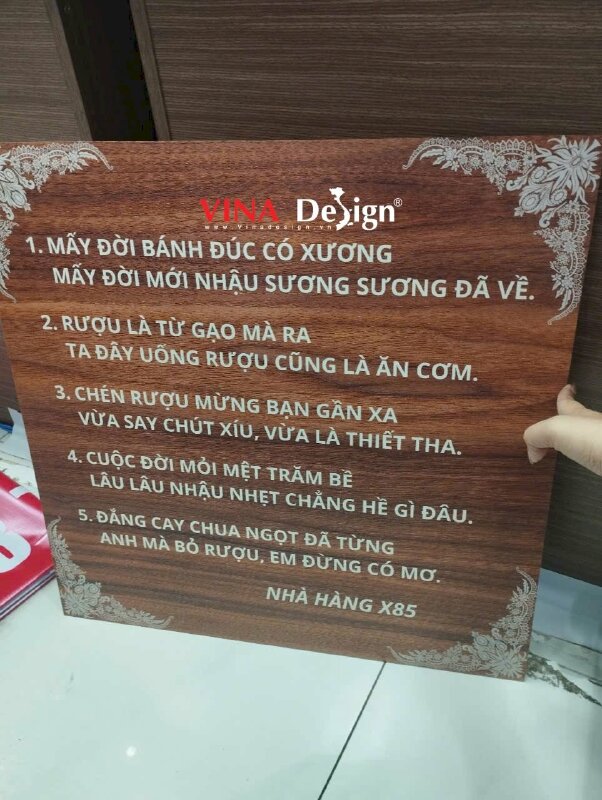 VINA Design®
www.Vinadesign.vn
1. MẤY ĐỜI BÁNH ĐÚC CÓ XƯƠNG
MẤY ĐỜI MỚI NHẬU SƯƠNG SƯƠNG ĐÃ VỀ.
2. RƯỢU LÀ TỪ GẠO MÀ RA
TA ĐÂY UỐNG RƯỢU CŨNG LÀ ĂN CƠM.
3. CHÉN RƯỢU MỪNG BẠN GẦN XA
VỪA SAY CHÚT XÍU, VỪA LÀ THIẾT THA.
4. CUỘC ĐỜI MỎI MỆT TRĂM BỀ
LÂU LÂU NHẬU NHẸT CHẲNG HỀ GÌ ĐÂU.
5. ĐẮNG CAY CHUA NGỌT ĐÃ TỪNG
ANH MÀ BỎ RƯỢU, EM ĐỪNG CÓ MƠ.
NHÀ HÀNG X85